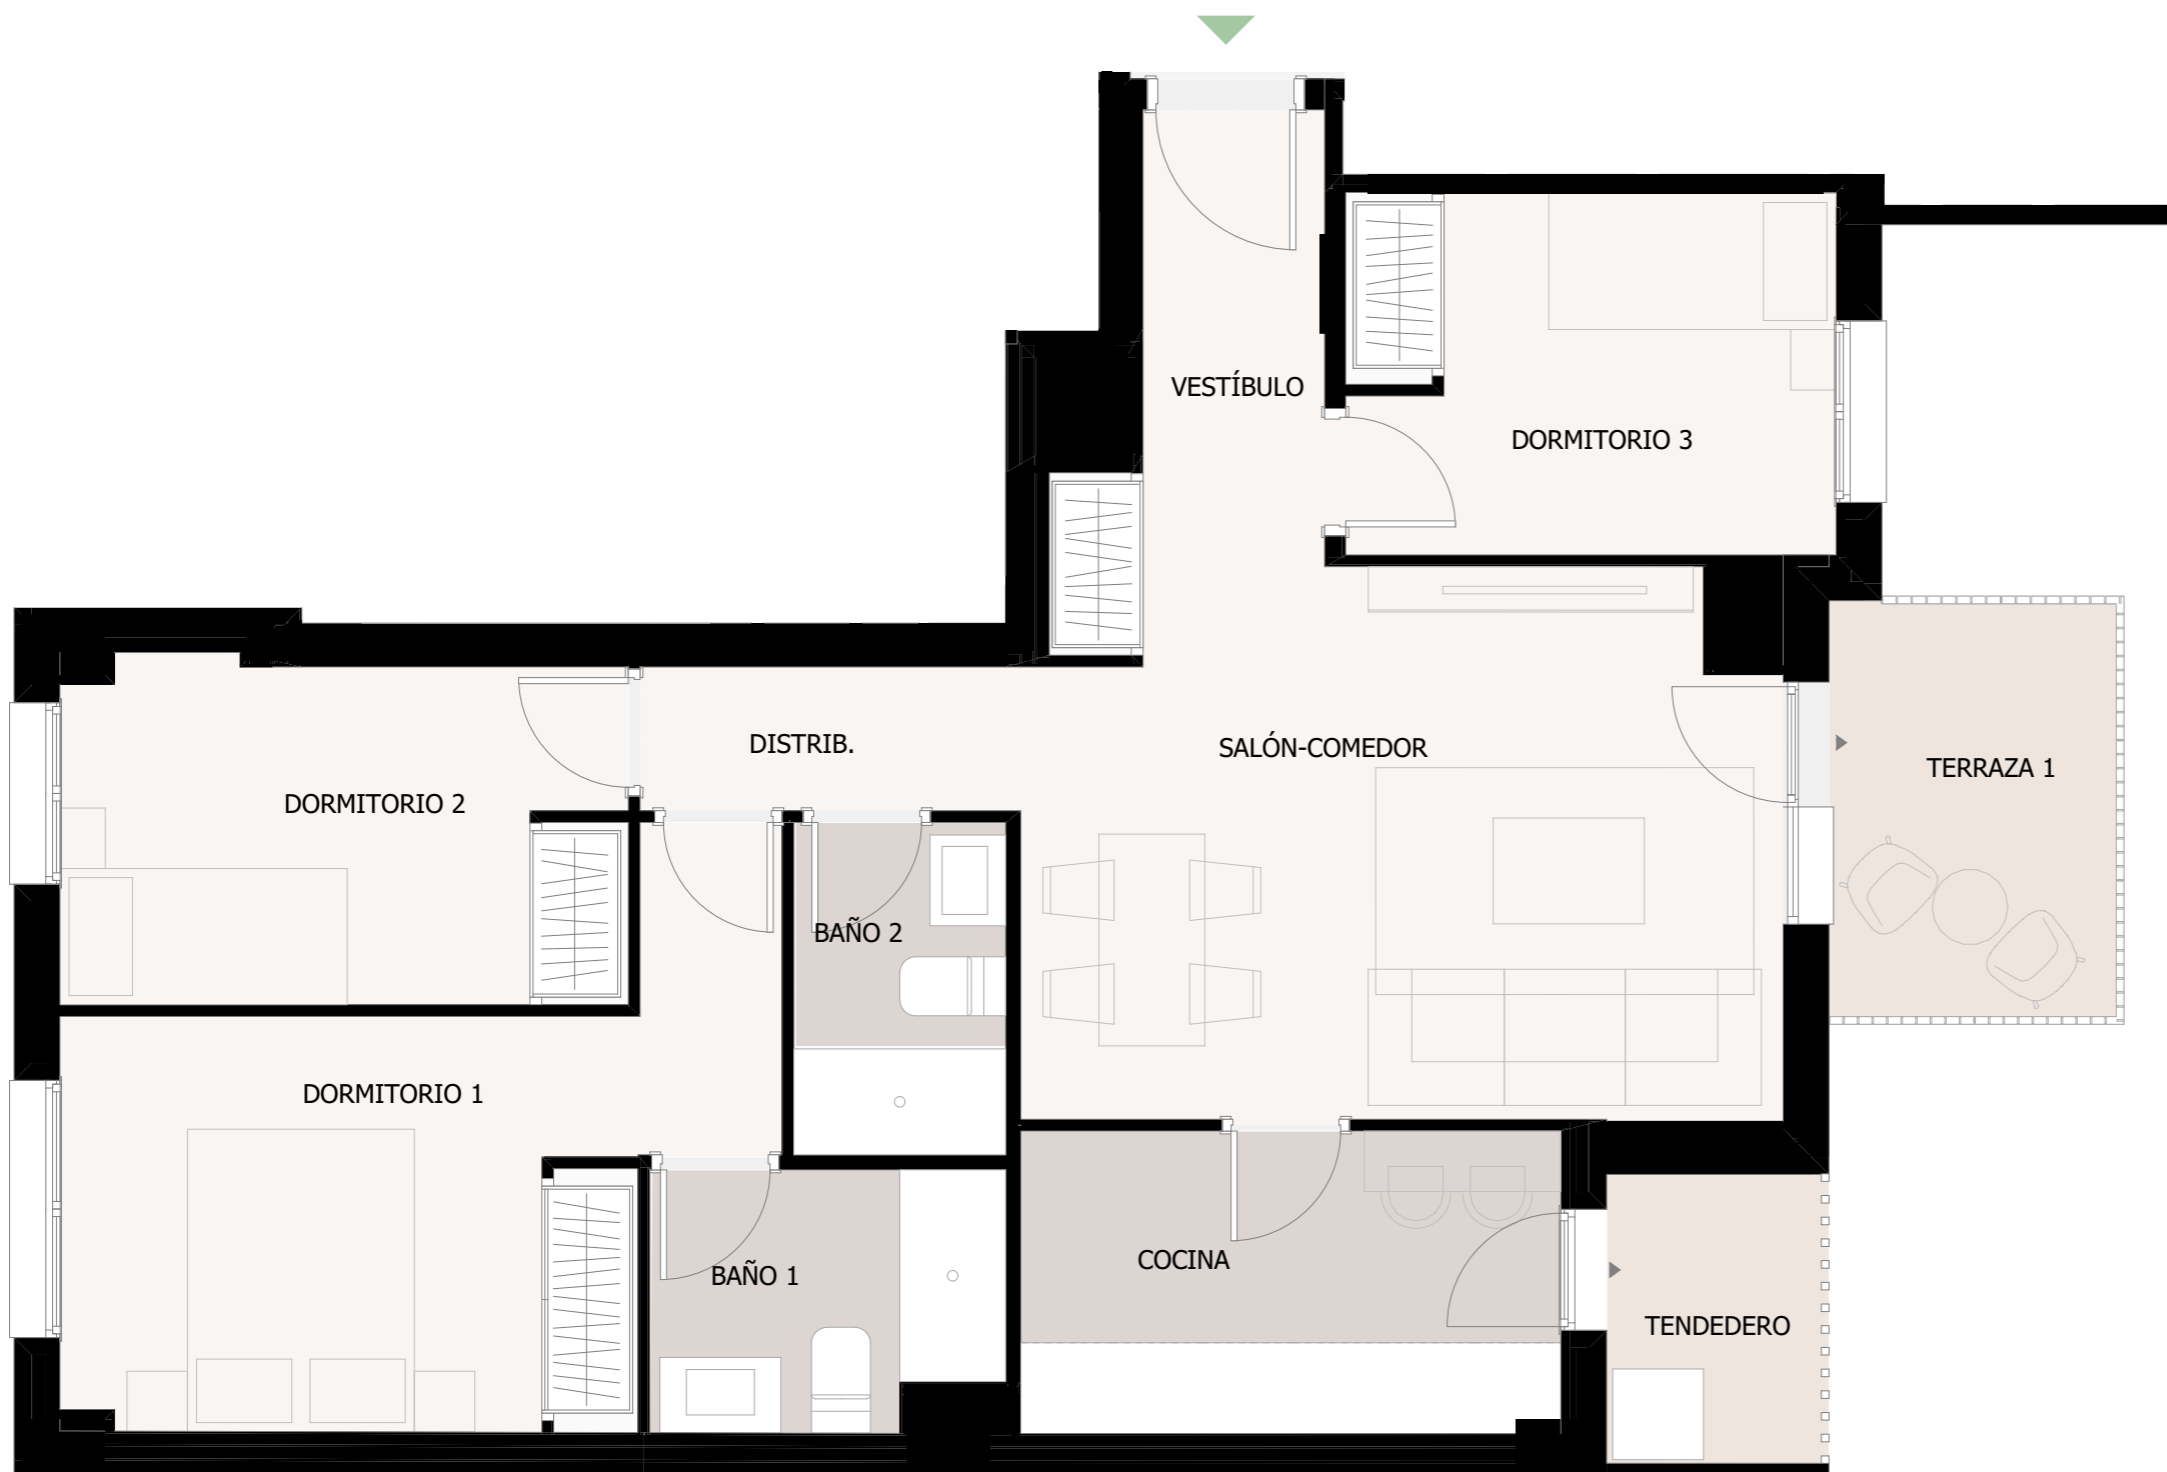 VESTÍBULO
DORMITORIO 3
DISTRIB.
SALÓN-COMEDOR
TERRAZA 1
DORMITORIO 2
BAÑO 2
DORMITORIO 1
COCINA
BAÑO 1
TENDEDERO